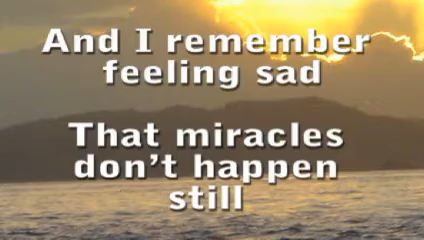 And I remember
feeling sad
That miracles
don't happen
still